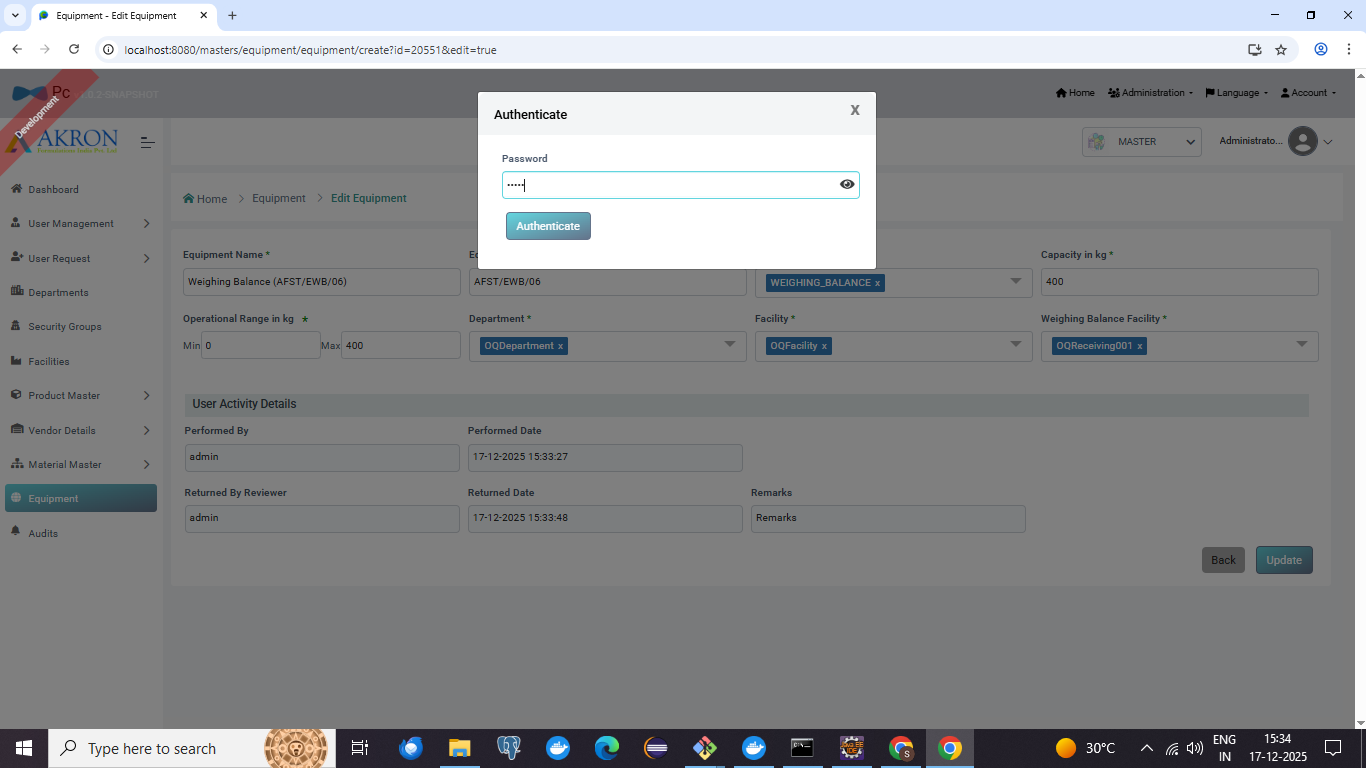 Equipment - Edit Equipment
localhost:8080/masters/equipment/equipment/create?id=20551&edit=true
Pc
Development
Home
Administration
Language
Account
AKRON
MASTER
Administrato...
Authenticate
X
Password
•••••
Authenticate
Dashboard
User Management
User Request
Departments
Security Groups
Facilities
Product Master
Vendor Details
Material Master
Equipment
Audits
Home
Equipment
Edit Equipment
Equipment Name *
Capacity in kg *
Weighing Balance (AFST/EWB/06)
AFST/EWB/06
WEIGHING_BALANCE x
400
Operational Range in kg *
Department *
Facility *
Weighing Balance Facility *
Min 0
Max 400
OQDepartment x
OQFacility x
OQReceiving001 x
User Activity Details
Performed By
Performed Date
admin
17-12-2025 15:33:27
Returned By Reviewer
Returned Date
Remarks
admin
17-12-2025 15:33:48
Remarks
Back
Update
Type here to search
30°C
ENG
IN
15:34
17-12-2025